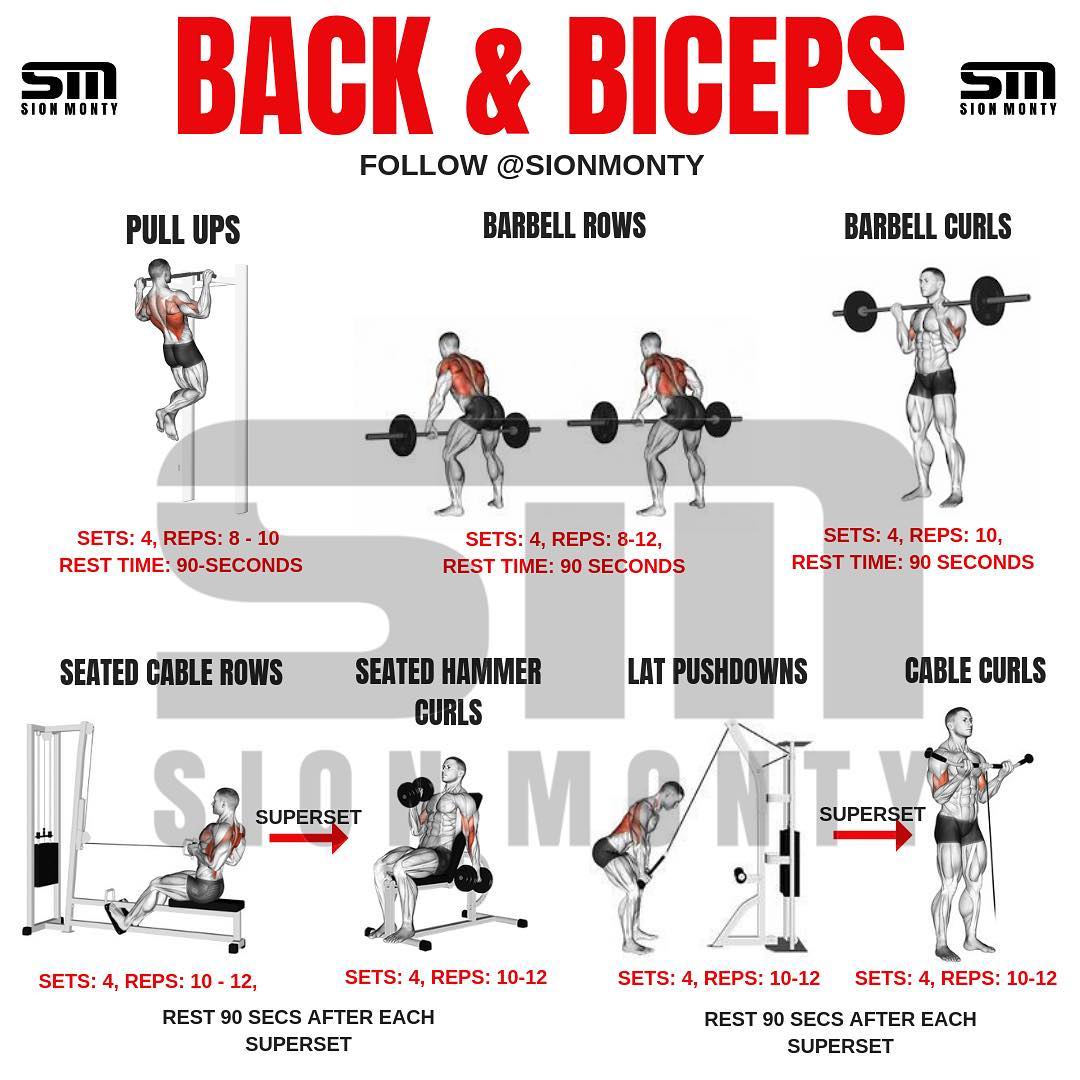 BACK & BICEPS
SM
SION MONTY
SM
SION MONTY
FOLLOW @SIONMONTY
PULL UPS
BARBELL ROWS
BARBELL CURLS
SETS: 4, REPS: 8 - 10
REST TIME: 90-SECONDS
SETS: 4, REPS: 8-12,
REST TIME: 90 SECONDS
SETS: 4, REPS: 10,
REST TIME: 90 SECONDS
SM
SION MONTY
SEATED CABLE ROWS
SEATED HAMMER
CURLS
LAT PUSHDOWNS
CABLE CURLS
SUPERSET
SUPERSET
SETS: 4, REPS: 10 - 12,
SETS: 4, REPS: 10-12
SETS: 4, REPS: 10-12
SETS: 4, REPS: 10-12
REST 90 SECS AFTER EACH
SUPERSET
REST 90 SECS AFTER EACH
SUPERSET